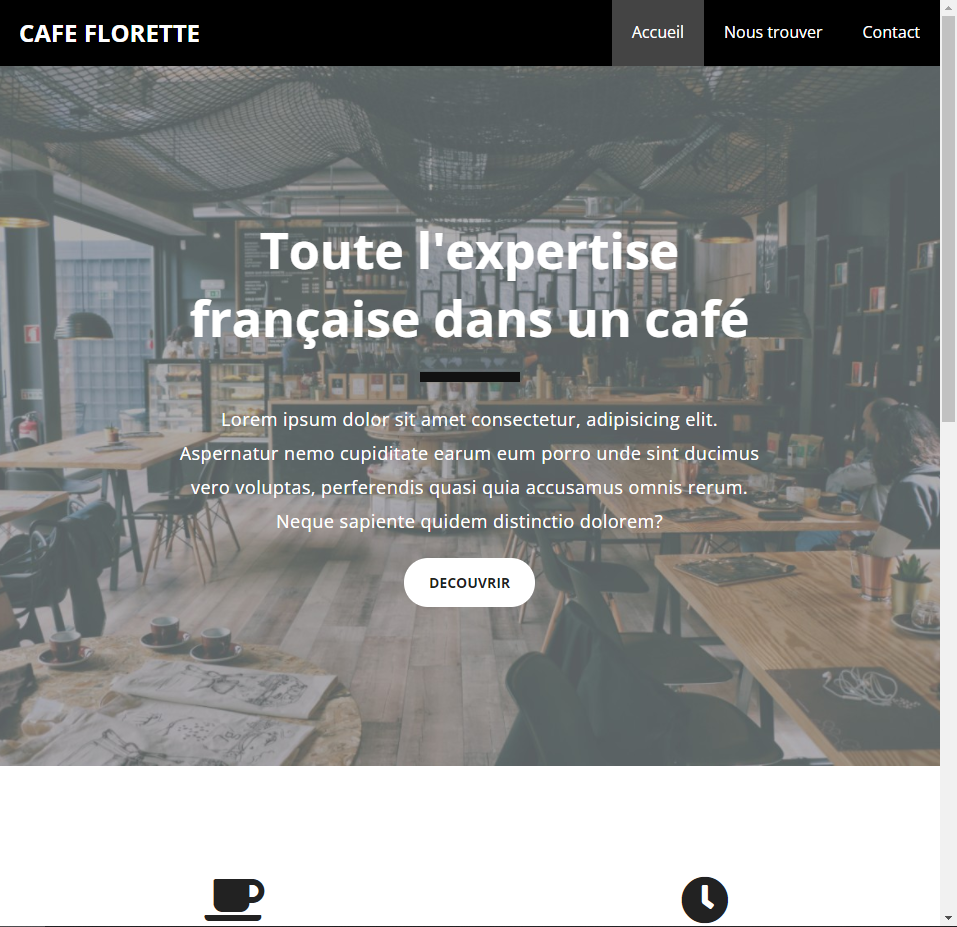 CAFE FLORETTE
Accueil
Nous trouver
Contact
Toute l'expertise
française dans un café
Lorem ipsum dolor sit amet consectetur, adipisicing elit.
Aspernatur nemo cupiditate earum eum porro unde sint ducimus
vero voluptas, perferendis quasi quia accusamus omnis rerum.
Neque sapiente quidem distinctio dolorem?
DECOUVRIR